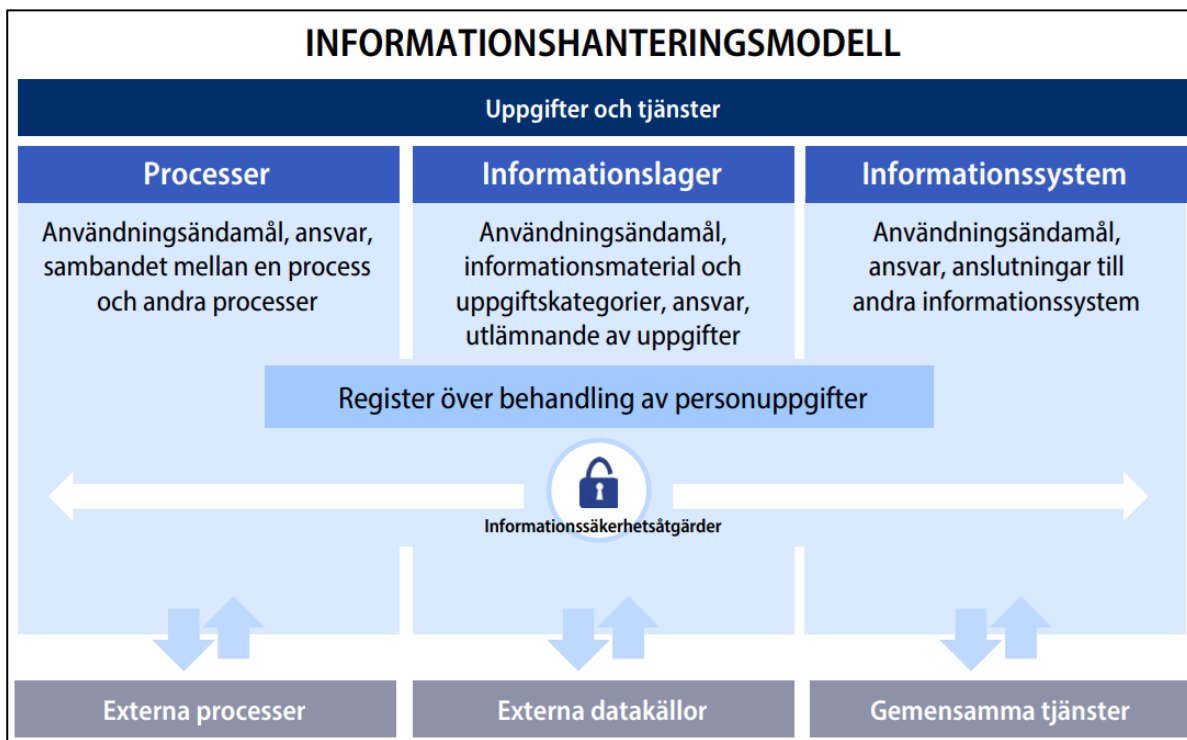 INFORMATIONSHANTERINGSMODELL
Uppgifter och tjänster
Processer
Användningsändamål, ansvar,
sambandet mellan en process
och andra processer
Informationslager
Användningsändamål,
informationsmaterial och
uppgiftskategorier, ansvar,
utlämnande av uppgifter
Informationssystem
Användningsändamål,
ansvar, anslutningar till
andra informationssystem
Register över behandling av personuppgifter
Informationssäkerhetsåtgärder
Externa processer
Externa datakällor
Gemensamma tjänster